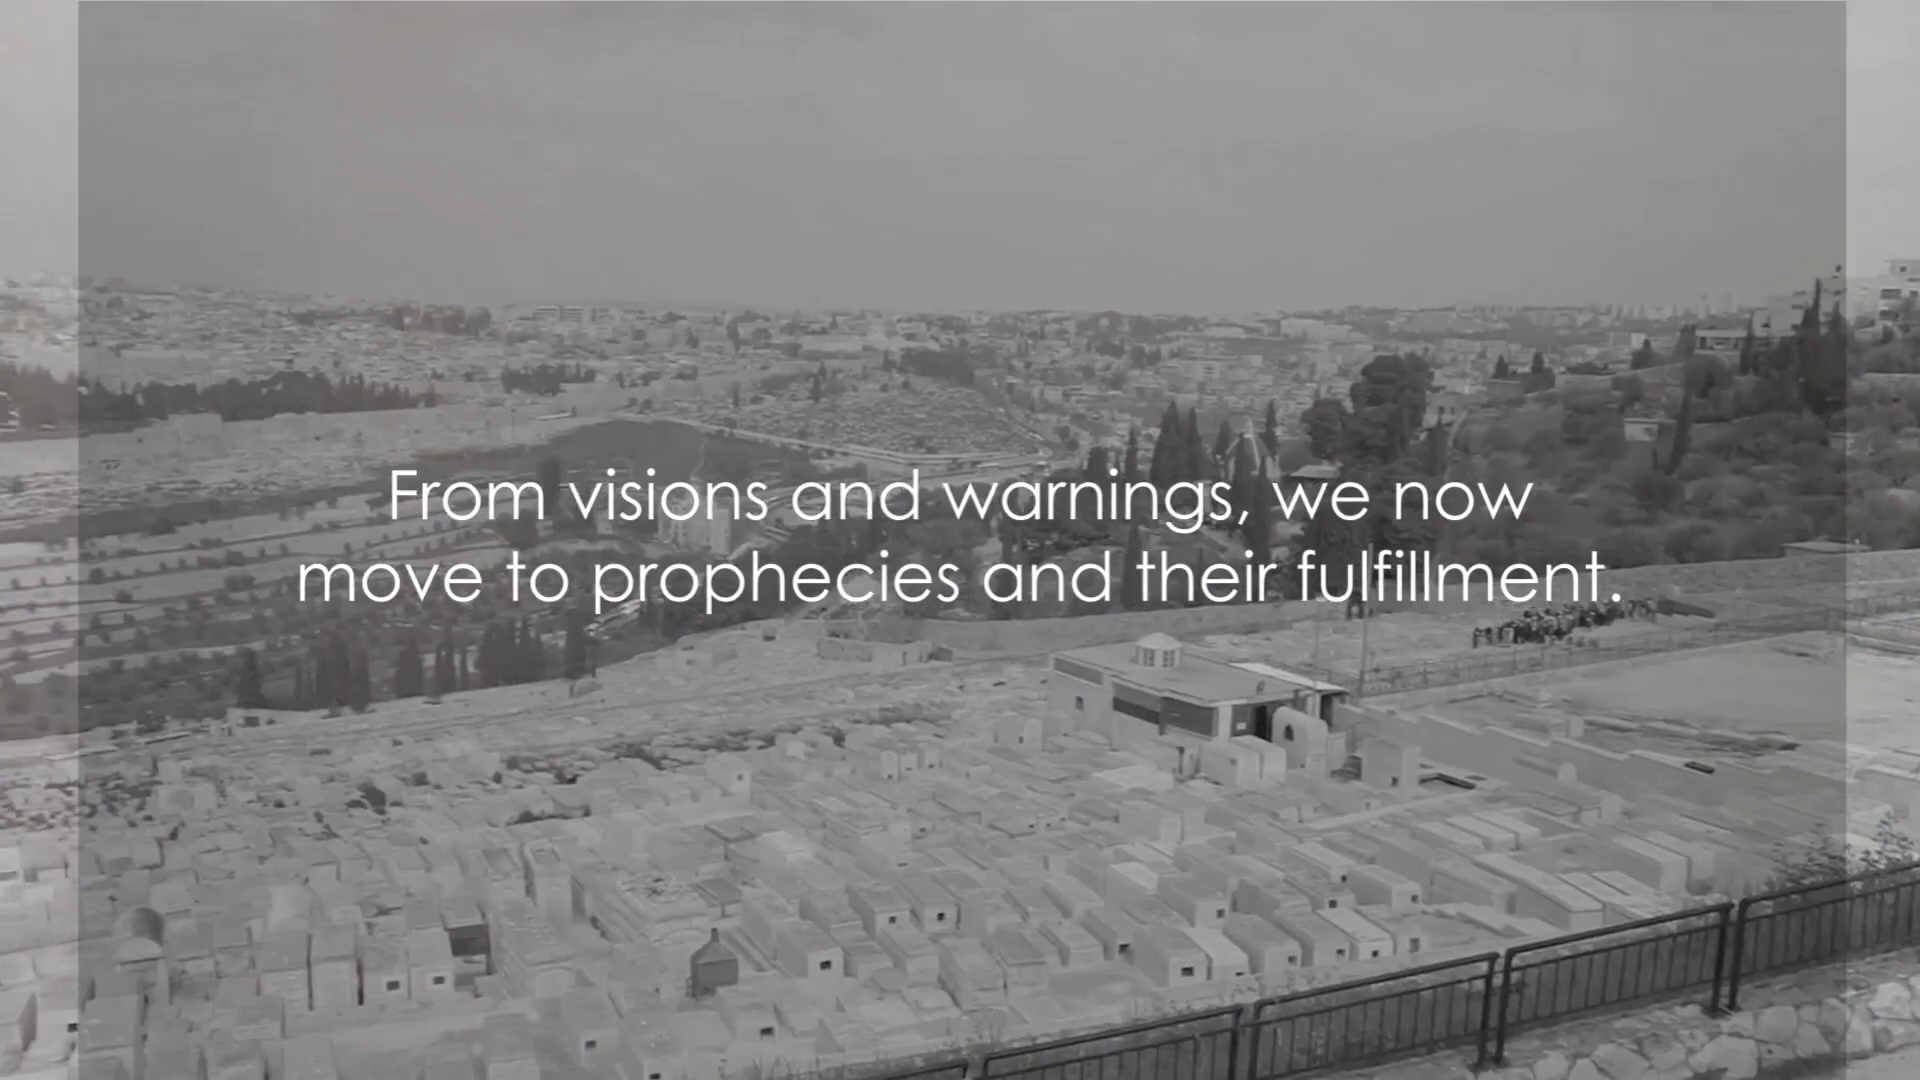 From visions and warnings, we now
move to prophecies and their fulfillment.